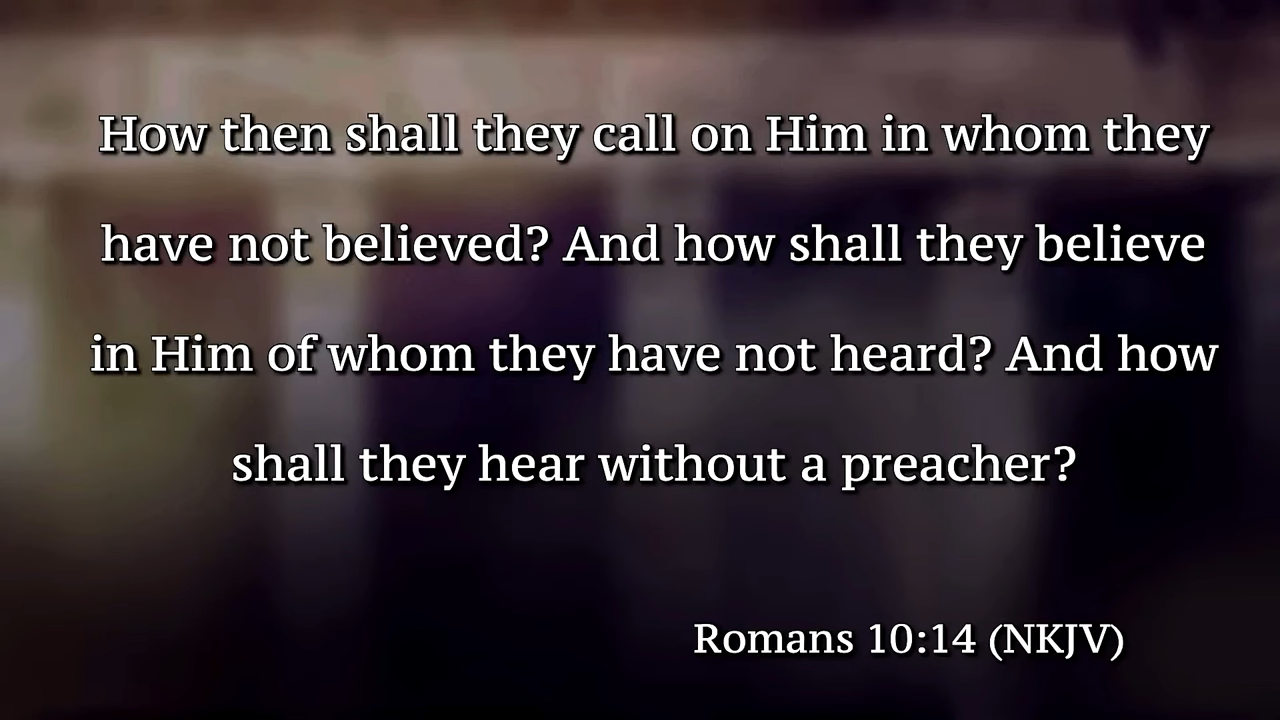 How then shall they call on Him in whom they
have not believed? And how shall they believe
in Him of whom they have not heard? And how
shall they hear without a preacher?
Romans 10:14 (NKJV)